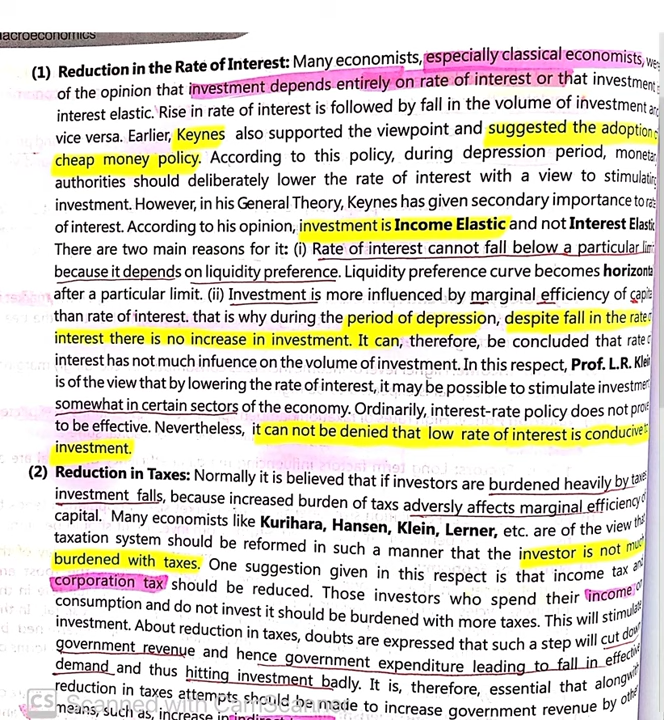 Macroeconomics
(1) Reduction in the Rate of Interest: Many economists, especially classical economists, we
of the opinion that investment depends entirely on rate of interest or that investment
interest elastic. Rise in rate of interest is followed by fall in the volume of investment an
vice versa. Earlier, Keynes also supported the viewpoint and suggested the adoption
cheap money policy. According to this policy, during depression period, moneta
authorities should deliberately lower the rate of interest with a view to stimulatin
investment. However, in his General Theory, Keynes has given secondary importance to rat
of interest. According to his opinion, investment is Income Elastic and not Interest Elastic
There are two main reasons for it: (i) Rate of interest cannot fall below a particular lim
because it depends on liquidity preference. Liquidity preference curve becomes horizonta
after a particular limit. (ii) Investment is more influenced by marginal efficiency of capita
than rate of interest. that is why during the period of depression, despite fall in the rate
interest there is no increase in investment. It can, therefore, be concluded that rate
interest has not much infuence on the volume of investment. In this respect, Prof. L.R. Klei
is of the view that by lowering the rate of interest, it may be possible to stimulate investmen
somewhat in certain sectors of the economy. Ordinarily, interest-rate policy does not prov
to be effective. Nevertheless, it can not be denied that low rate of interest is conducive to
investment.
(2) Reduction in Taxes: Normally it is believed that if investors are burdened heavily by taxes
investment falls, because increased burden of taxs adversly affects marginal efficiency of
capital. Many economists like Kurihara, Hansen, Klein, Lerner, etc. are of the view that
taxation system should be reformed in such a manner that the investor is not much
burdened with taxes. One suggestion given in this respect is that income tax and
corporation tax should be reduced. Those investors who spend their income on
consumption and do not invest it should be burdened with more taxes. This will stimulate
investment. About reduction in taxes, doubts are expressed that such a step will cut down
government revenue and hence government expenditure leading to fall in effective
demand and thus hitting investment badly. It is, therefore, essential that alongwith
reduction in taxes attempts should be made to increase government revenue by othe
means, such as, increase in indirect
CS Scanned with CamScanner